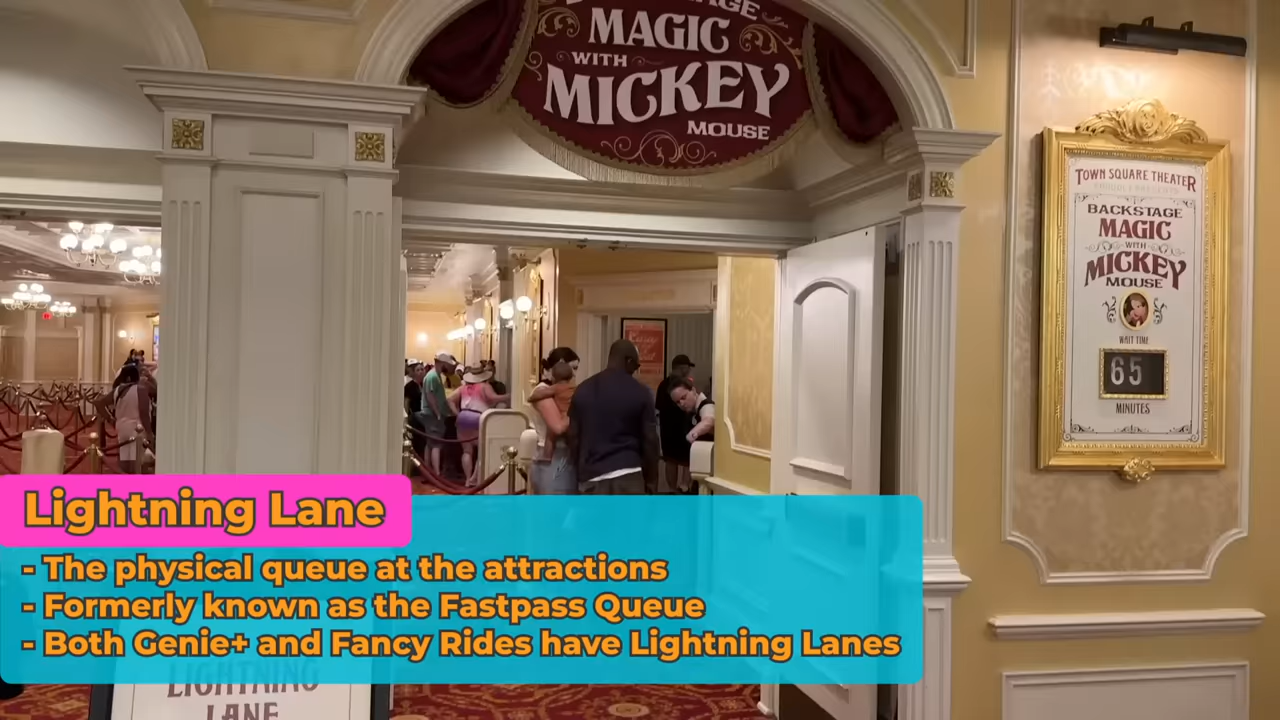 MAGIC
WITH
MICKEY
MOUSE
TOWN SQUARE THEATER
BACKSTAGE
MAGIC
WITH
MICKEY
MOUSE
WAIT TIME
65
MINUTES
Lightning Lane
- The physical queue at the attractions
- Formerly known as the Fastpass Queue
- Both Genie+ and Fancy Rides have Lightning Lanes
LIGHTNING
LANE